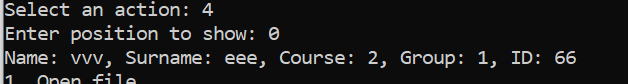 Select an action: 4
Enter position to show: 0
Name: vvv, Surname: eee, Course: 2, Group: 1, ID: 66
1. Open file